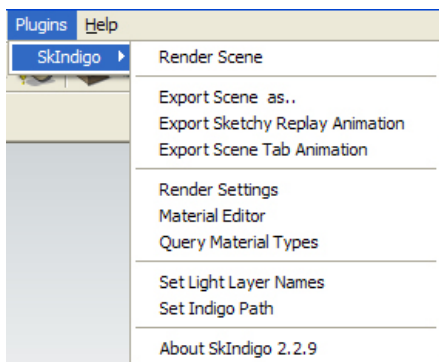 Plugins Help
SkIndigo
Render Scene
Export Scene as..
Export Sketchy Replay Animation
Export Scene Tab Animation
Render Settings
Material Editor
Query Material Types
Set Light Layer Names
Set Indigo Path
About SkIndigo 2.2.9